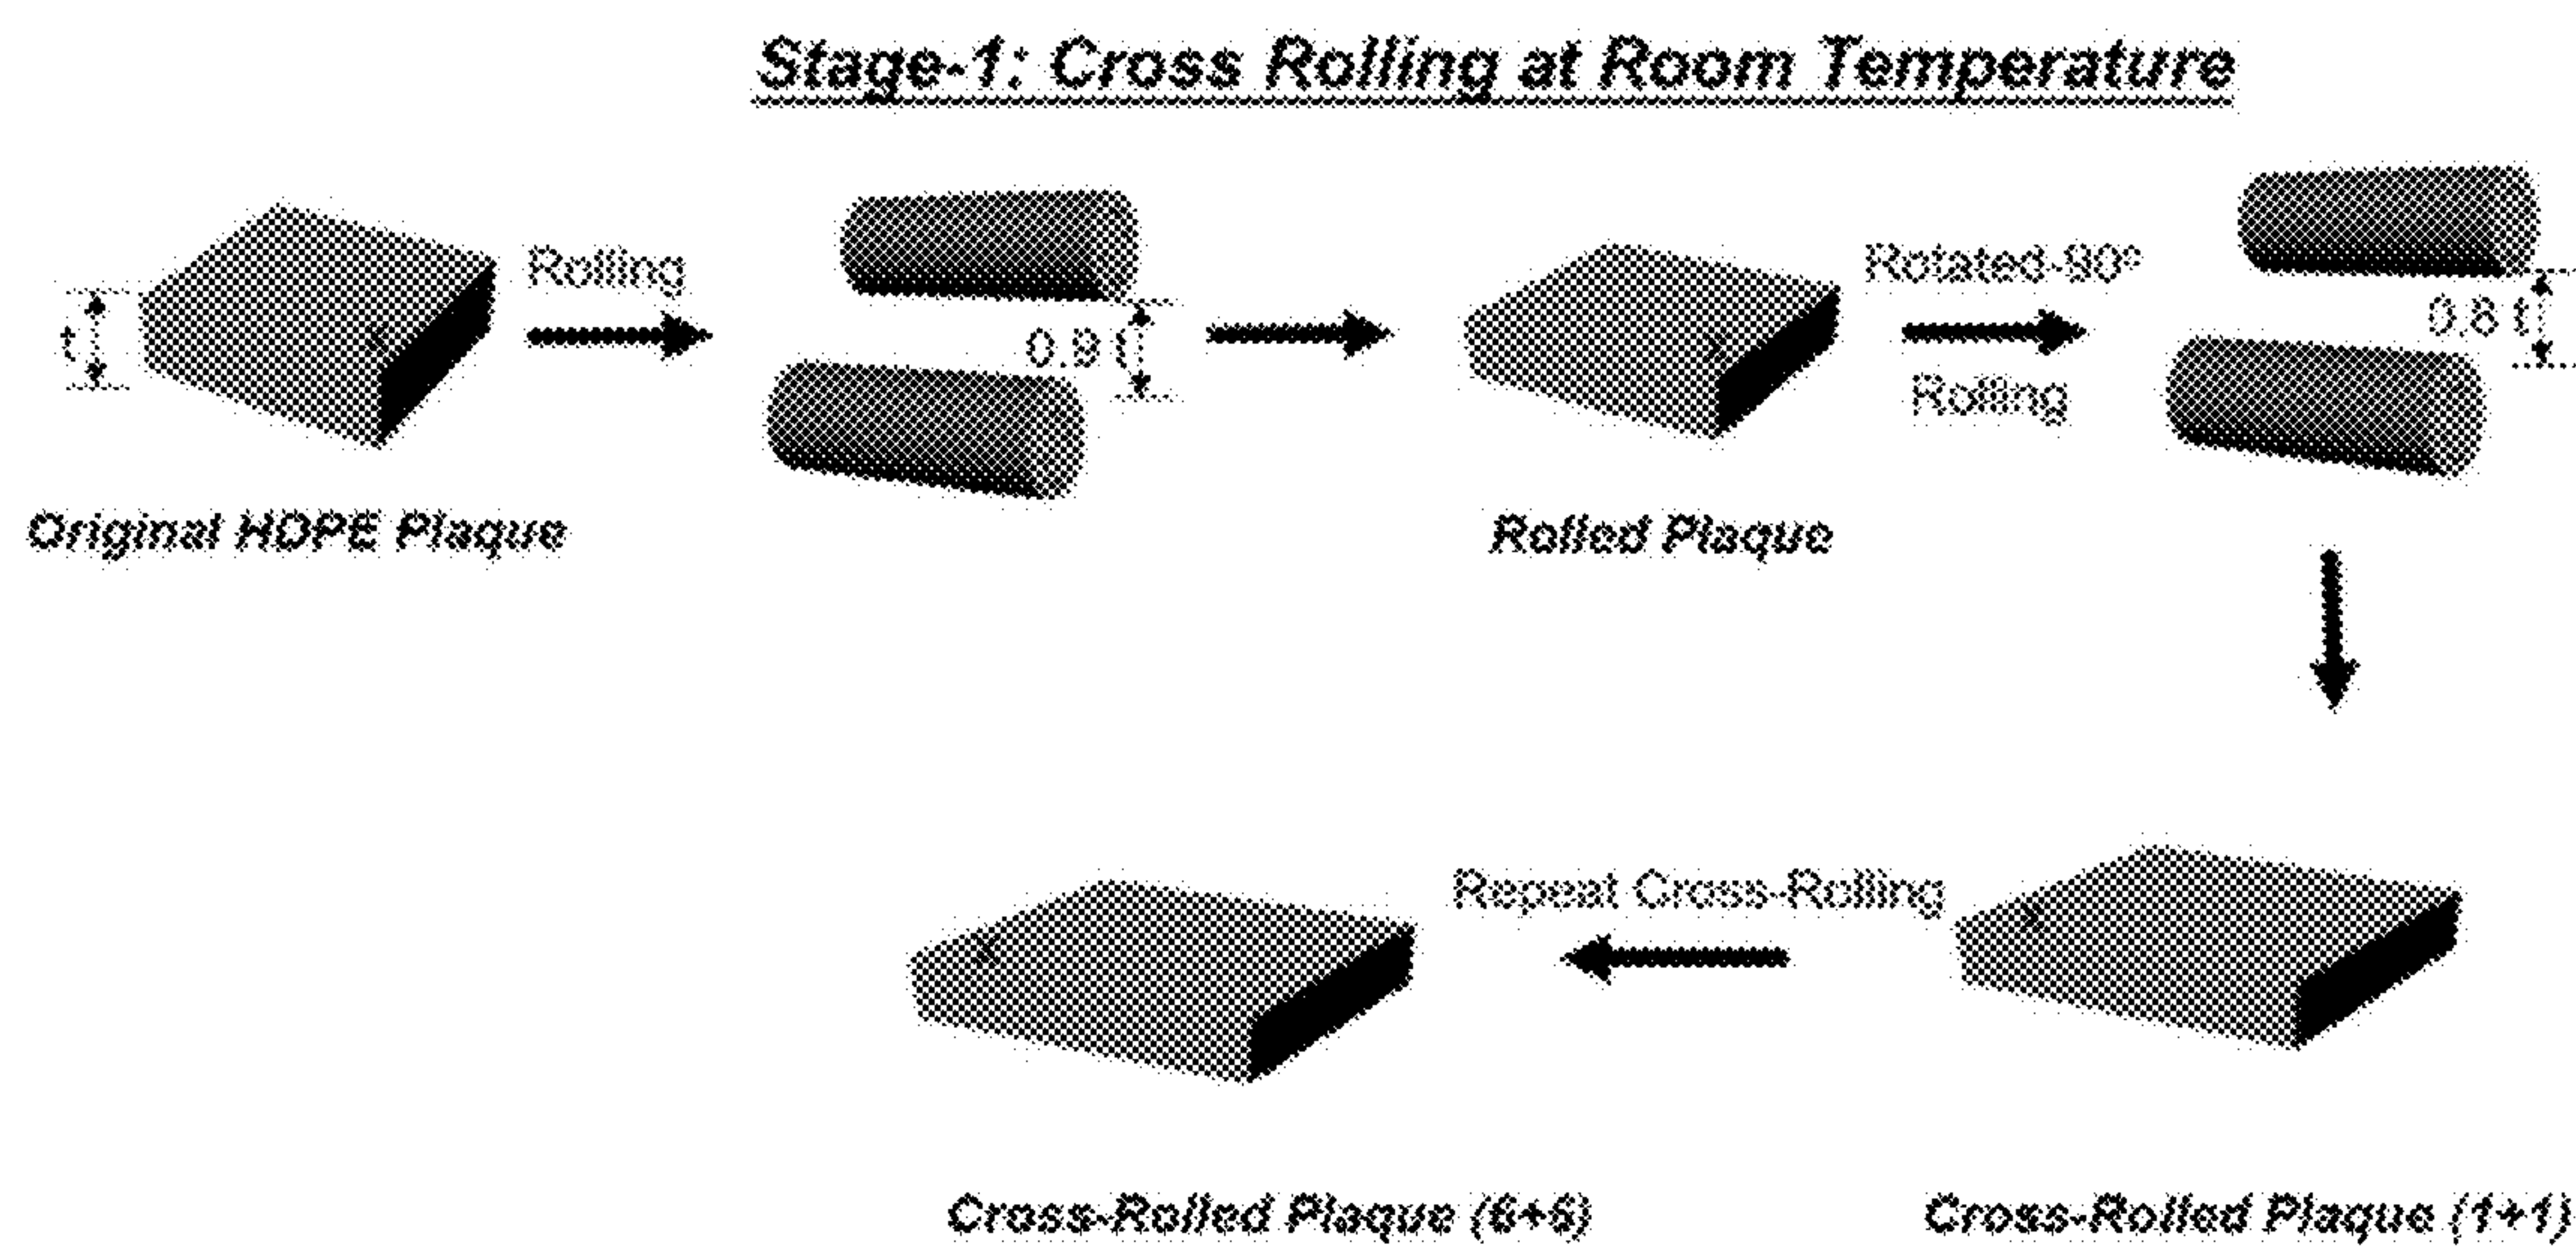 Stage-1: Cross Rolling at Room Temperature
t
Rolling
0.9 t
Rotated-90º
Rolling
0.8 t
x
x
Original HDPE Plaque
Rolled Plaque
Repeat Cross-Rolling
x
x
Cross-Rolled Plaque (6+6)
Cross-Rolled Plaque (1+1)